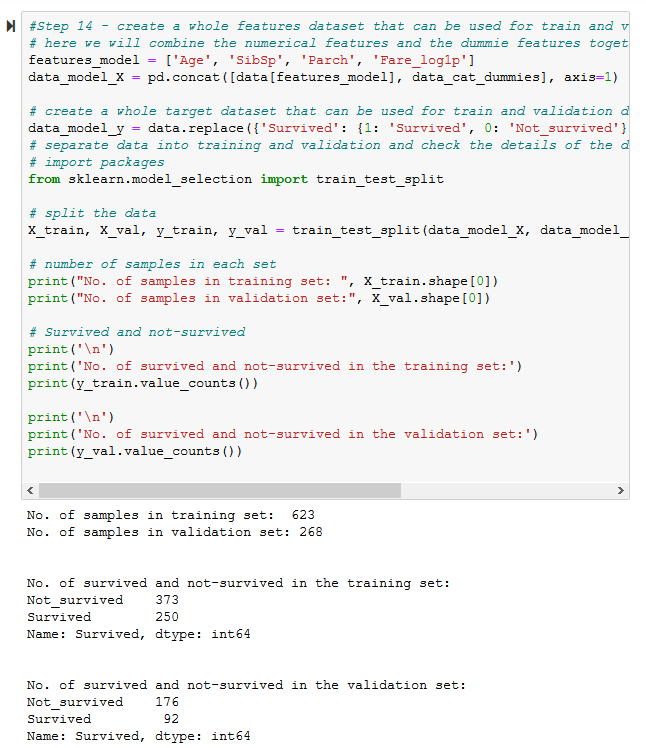 #Step 14 - create a whole features dataset that can be used for train and v
# here we will combine the numerical features and the dummie features toget
features_model = ['Age', 'SibSp', 'Parch', 'Fare_log1p']
data_model_X = pd.concat([data[features_model], data_cat_dummies], axis=1)
# create a whole target dataset that can be used for train and validation d
data_model_y = data.replace({'Survived': {1: 'Survived', 0: 'Not_survived'}
# separate data into training and validation and check the details of the d
# import packages
from sklearn.model_selection import train_test_split
# split the data
X_train, X_val, y_train, y_val = train_test_split(data_model_X, data_model_
# number of samples in each set
print("No. of samples in training set: ", X_train.shape[0])
print("No. of samples in validation set:", X_val.shape[0])
# Survived and not-survived
print('\n')
print('No. of survived and not-survived in the training set:')
print(y_train.value_counts())
print('\n')
print('No. of survived and not-survived in the validation set:')
print(y_val.value_counts())
No. of samples in training set:  623
No. of samples in validation set: 268
No. of survived and not-survived in the training set:
Not_survived    373
Survived        250
Name: Survived, dtype: int64
No. of survived and not-survived in the validation set:
Not_survived    176
Survived         92
Name: Survived, dtype: int64